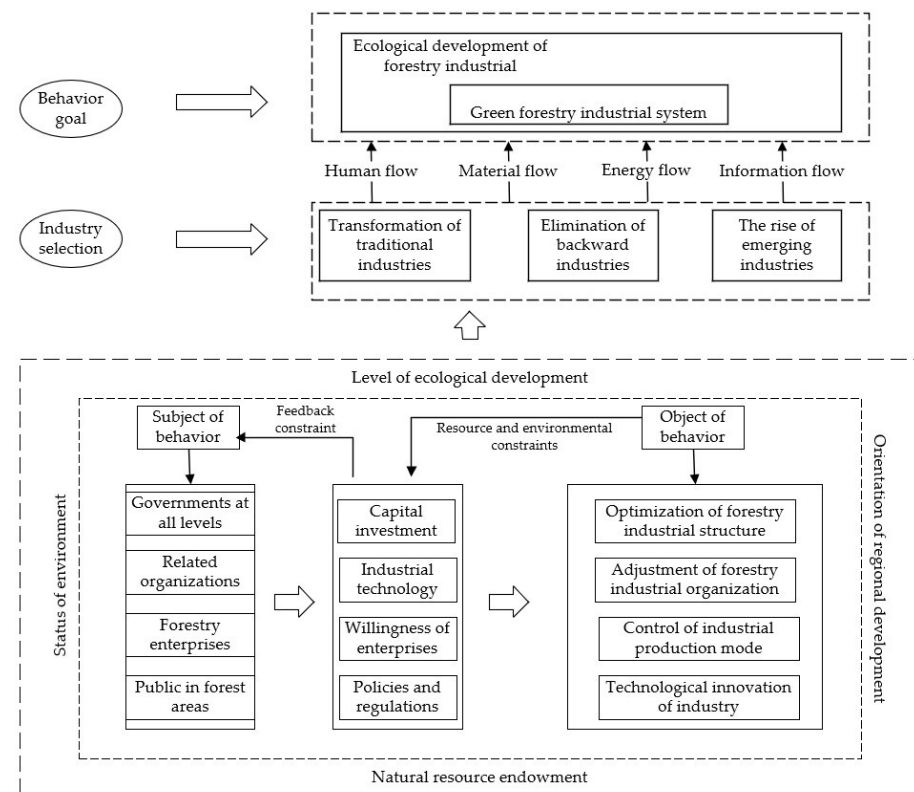 Ecological development of
forestry industrial
Green forestry industrial system
Behavior
goal
Human flow
Material flow
Energy flow
Information flow
Industry
selection
Transformation of
traditional
industries
Elimination of
backward
industries
The rise of
emerging
industries
Level of ecological development
Subject of
behavior
Feedback
constraint
Resource and environmental
constraints
Object of
behavior
Status of environment
Orientation of regional development
Governments at
all levels
Related
organizations
Forestry
enterprises
Public in forest
areas
Capital
investment
Industrial
technology
Willingness of
enterprises
Policies and
regulations
Optimization of forestry
industrial structure
Adjustment of forestry
industrial organization
Control of industrial
production mode
Technological innovation
of industry
Natural resource endowment